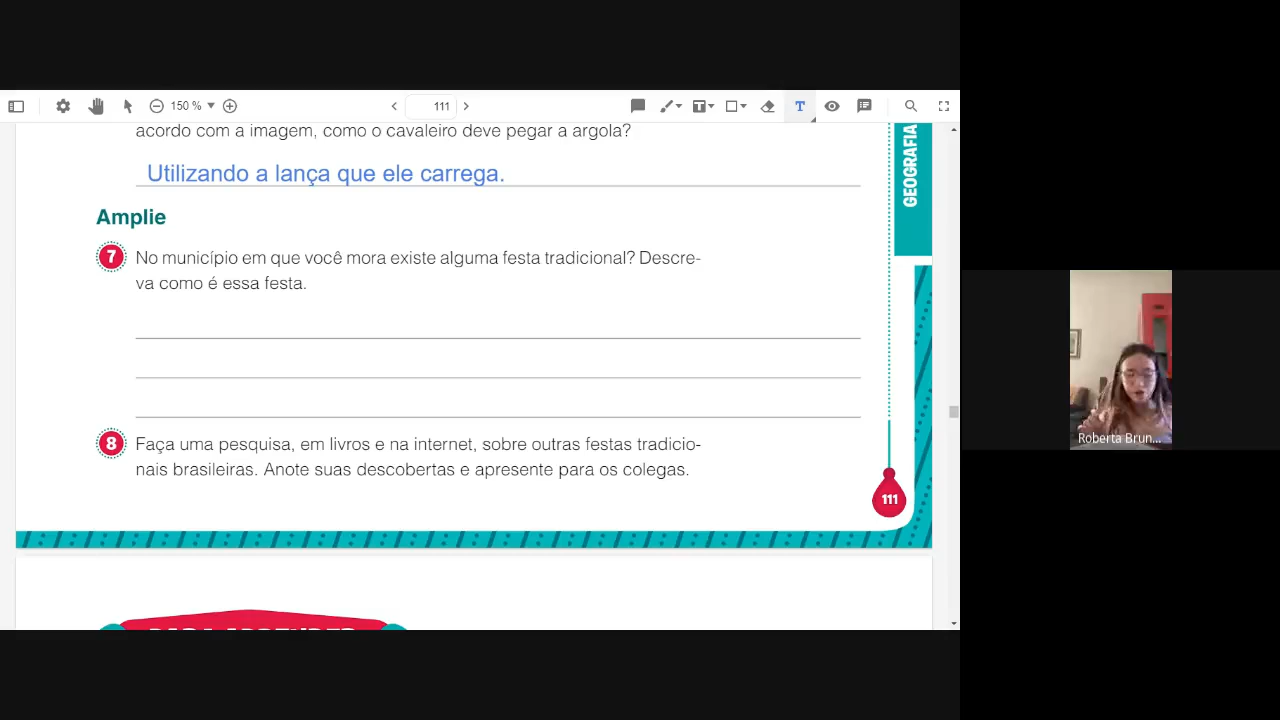 150 %
111
acordo com a imagem, como o cavaleiro deve pegar a argola?
Utilizando a lança que ele carrega.
GEOGRAFIA
Amplie
7
No município em que você mora existe alguma festa tradicional? Descre-
va como é essa festa.
8
Faça uma pesquisa, em livros e na internet, sobre outras festas tradicio-
nais brasileiras. Anote suas descobertas e apresente para os colegas.
111
Roberta Brun...